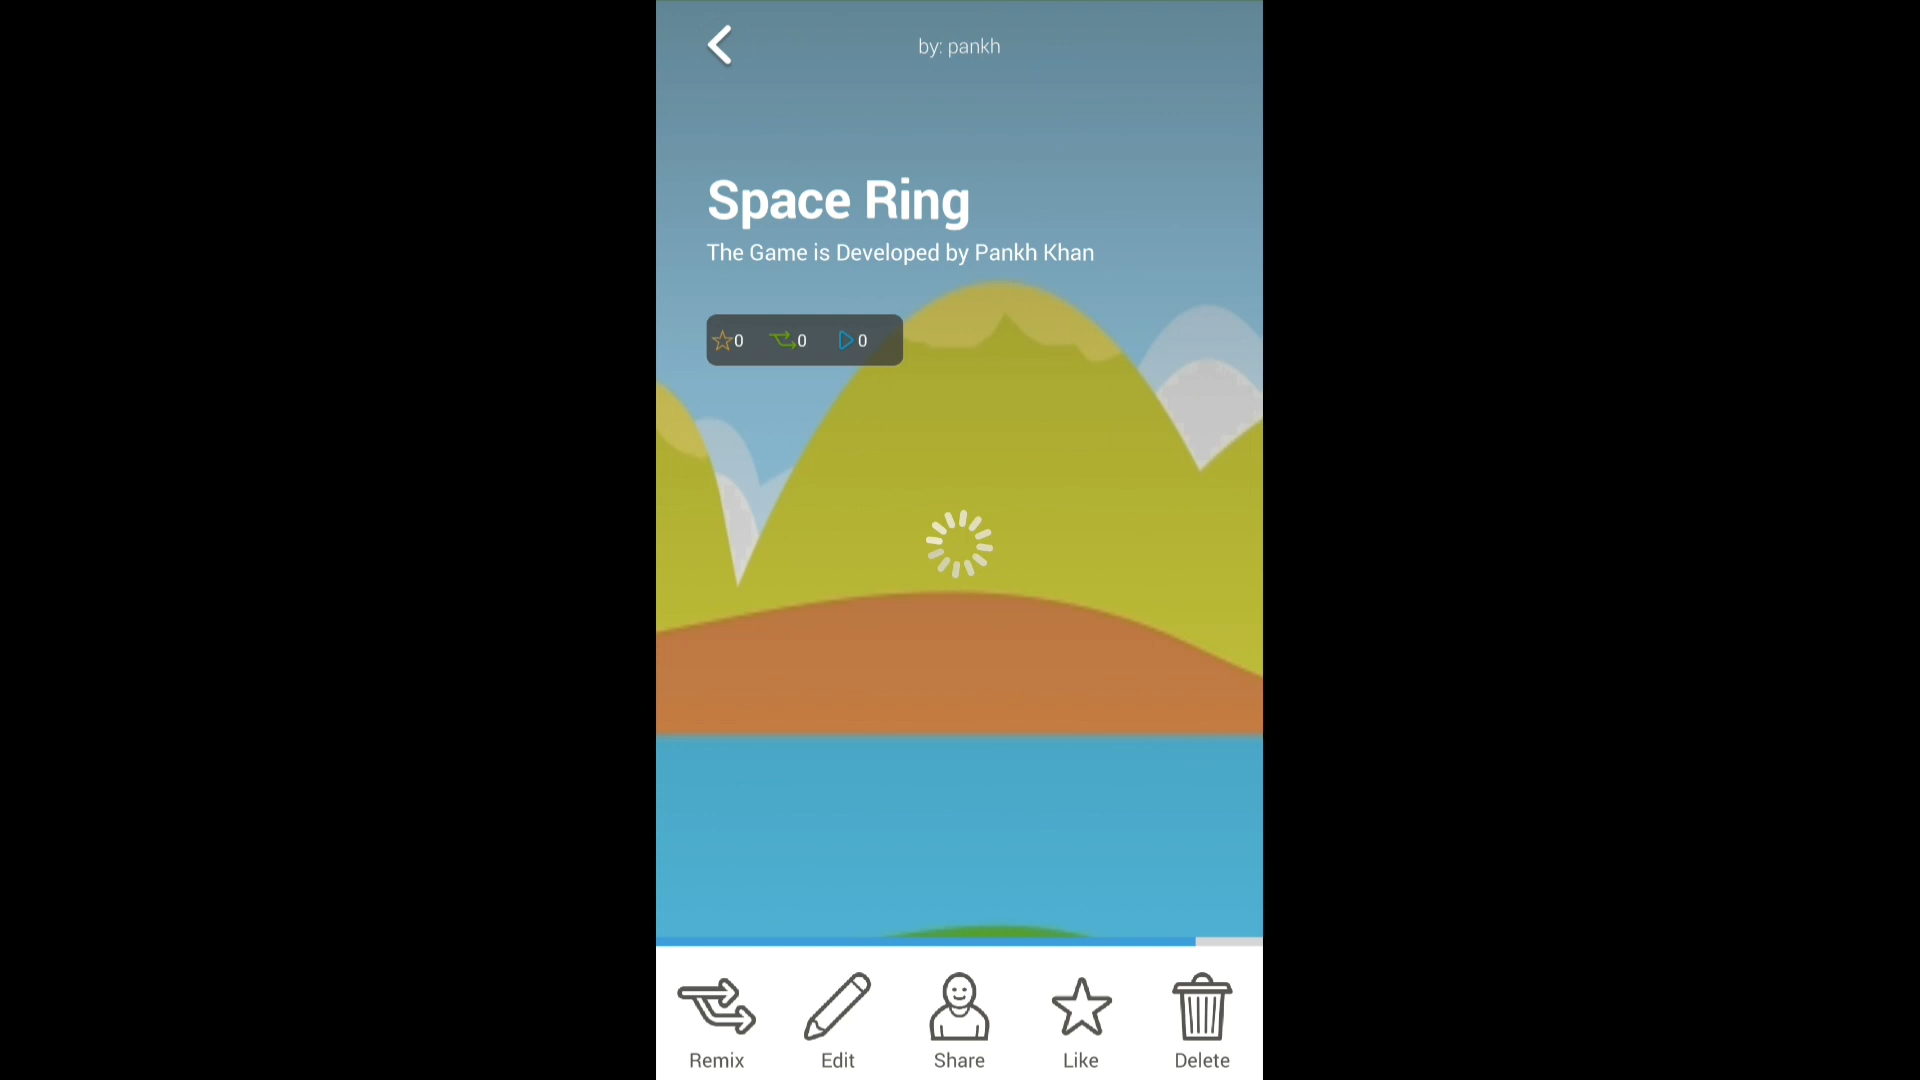 by: pankh
Space Ring
The Game is Developed by Pankh Khan
0 0 0
Remix Edit Share Like Delete